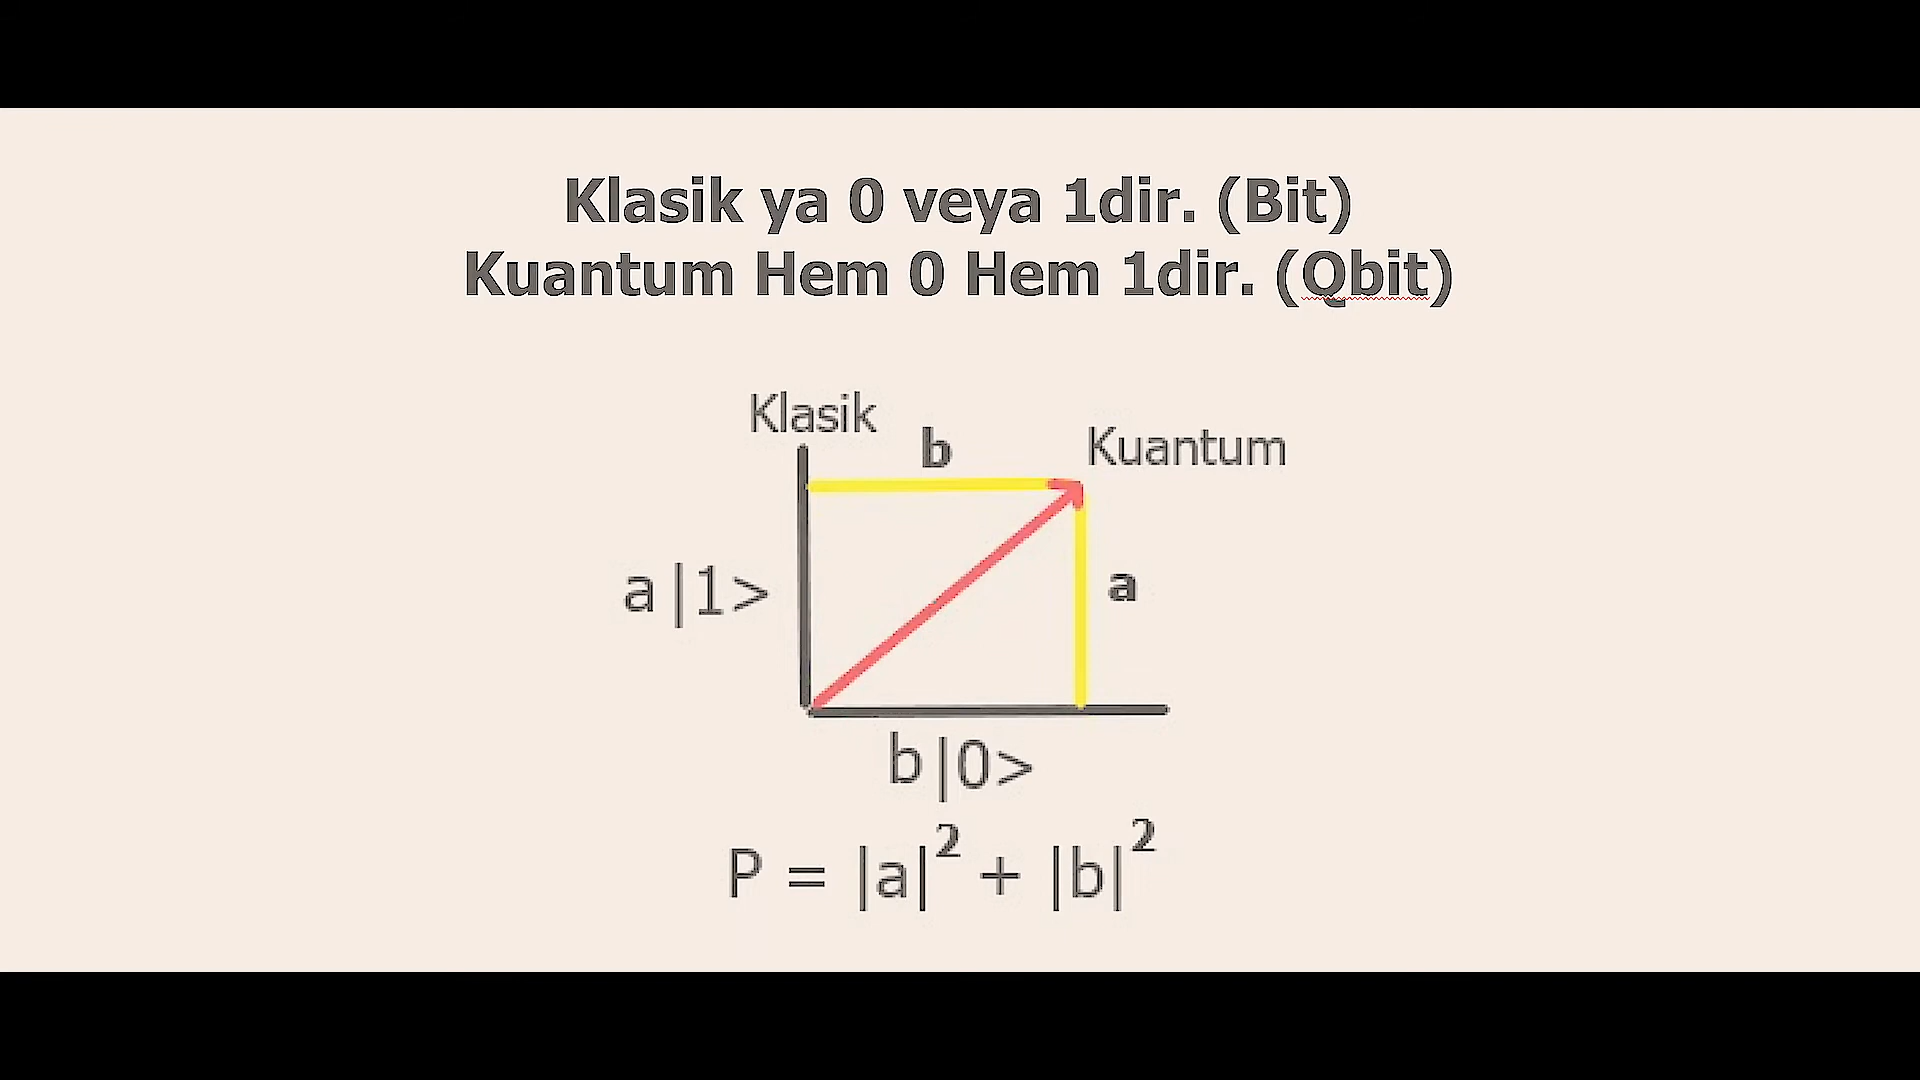 Klasik ya 0 veya 1dir. (Bit)
Kuantum Hem 0 Hem 1dir. (Qbit)
Klasik
b
Kuantum
a |1>
a
b |0>
P = |a|² + |b|²